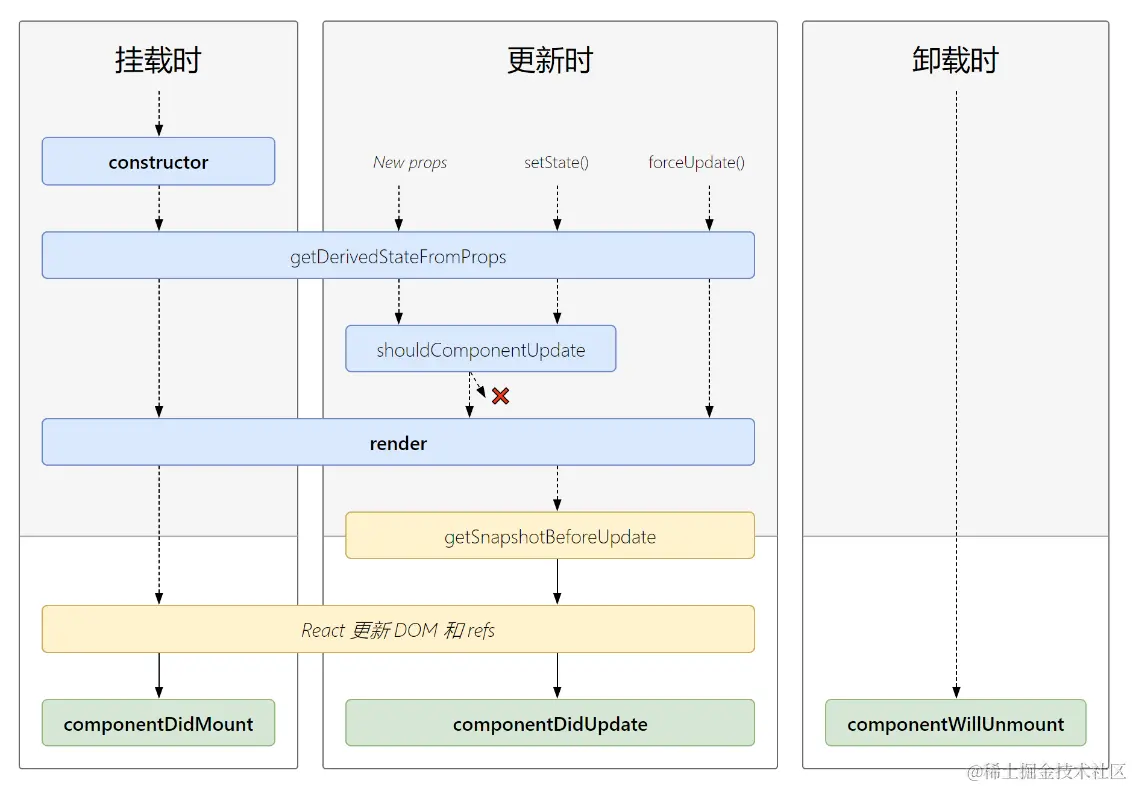 挂载时
更新时
卸载时
constructor
New props
setState()
forceUpdate()
getDerivedStateFromProps
shouldComponentUpdate
render
getSnapshotBeforeUpdate
React 更新 DOM 和 refs
componentDidMount
componentDidUpdate
componentWillUnmount
@稀土掘金技术社区